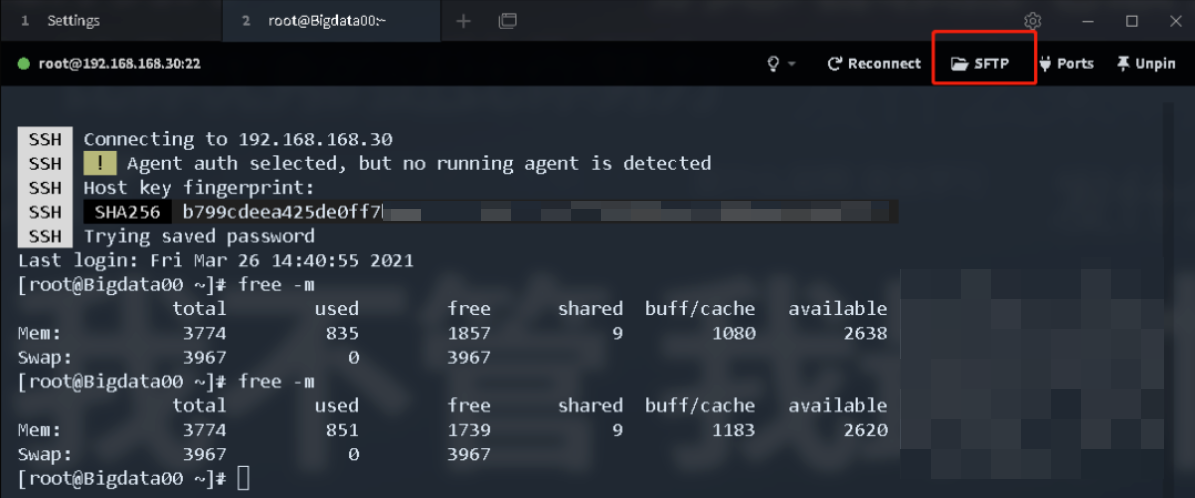 1 Settings 2 root@Bigdata00:~
root@192.168.168.30:22 Reconnect SFTP Ports Unpin
SSH Connecting to 192.168.168.30
SSH ! Agent auth selected, but no running agent is detected
SSH Host key fingerprint:
SSH SHA256 b799cdeea425de0ff7
SSH Trying saved password
Last login: Fri Mar 26 14:40:55 2021
[root@Bigdata00 ~]# free -m
total used free shared buff/cache available
Mem: 3774 835 1857 9 1080 2638
Swap: 3967 0 3967
[root@Bigdata00 ~]# free -m
total used free shared buff/cache available
Mem: 3774 851 1739 9 1183 2620
Swap: 3967 0 3967
[root@Bigdata00 ~]#
我不管 我